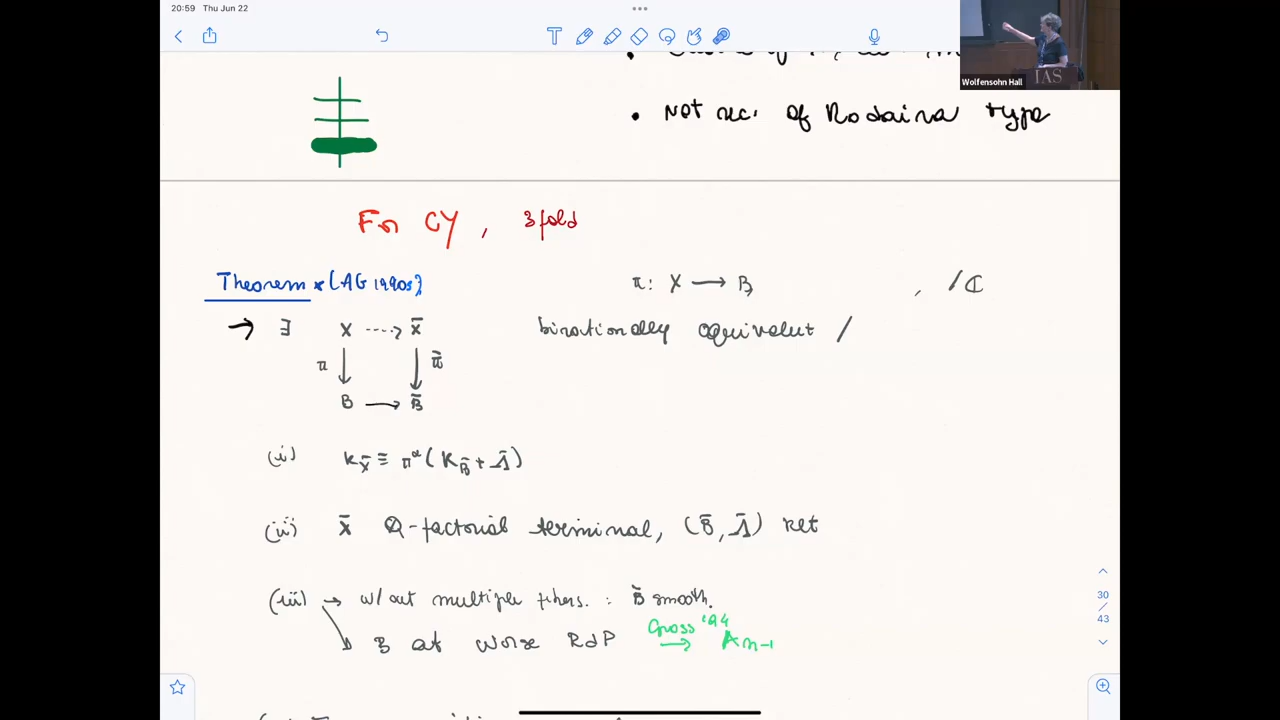 20:59 Thu Jun 22
Wolfensohn Hall
IAS
• Not nec. of Kodaira type
For CY, 3fold
Theorem * (AG 1990s) π: X → B , /ℂ
→ ∃ X ⇢ X̄ birationally equivalent /
π ↓ ↓ π̄
B → B̄
(i) K_X̄ ≡ π*(K_B̄ + Λ̄)
(ii) X̄ Q-factorial terminal, (B̄, Λ̄) klt
(iii) → w/out multiple fibers : B̄ smooth.
↘ B at worse RDP Gross '94 → A n-1
30
/
43